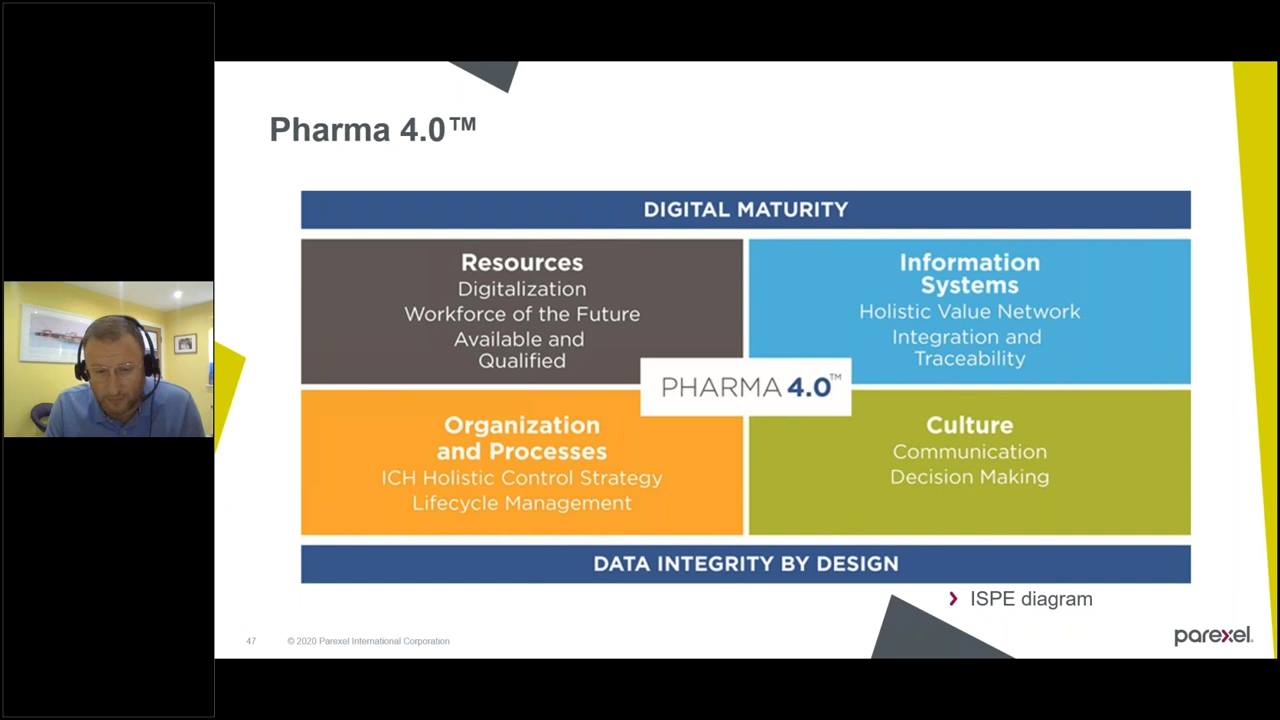 Pharma 4.0™
DIGITAL MATURITY
Resources
Digitalization
Workforce of the Future
Available and
Qualified
Information
Systems
Holistic Value Network
Integration and
Traceability
PHARMA 4.0™
Organization
and Processes
ICH Holistic Control Strategy
Lifecycle Management
Culture
Communication
Decision Making
DATA INTEGRITY BY DESIGN
ISPE diagram
47
© 2020 Parexel International Corporation
parexel.